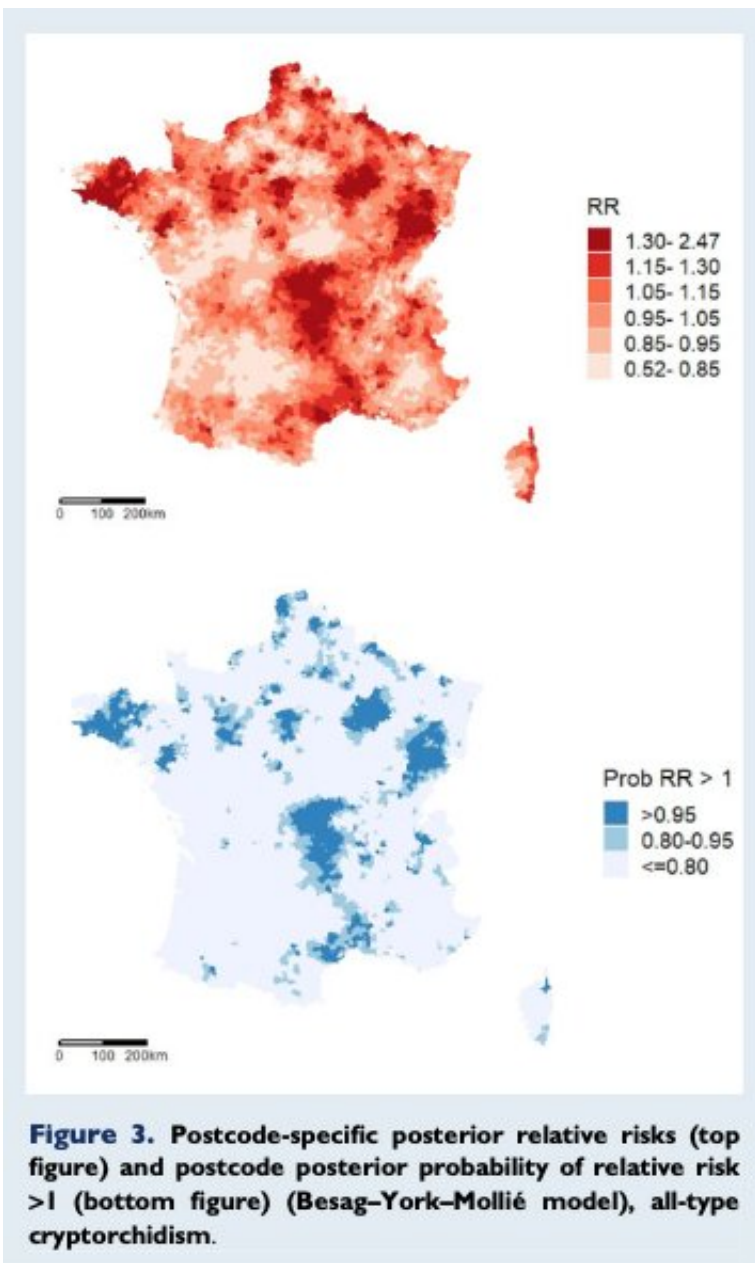 RR
1.30- 2.47
1.15- 1.30
1.05- 1.15
0.95- 1.05
0.85- 0.95
0.52- 0.85
0 100 200km
Prob RR > 1
>0.95
0.80-0.95
<=0.80
0 100 200km
Figure 3. Postcode-specific posterior relative risks (top
figure) and postcode posterior probability of relative risk
>1 (bottom figure) (Besag–York–Mollié model), all-type
cryptorchidism.